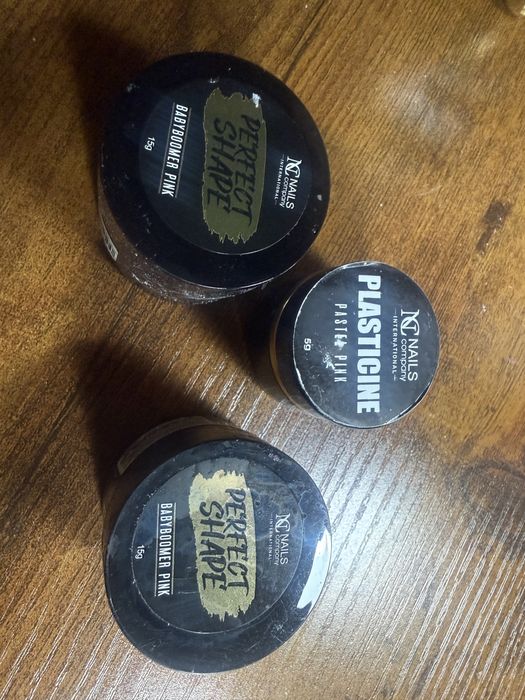 NC NAILS
company
INTERNATIONAL
PERFECT
SHAPE
BABYBOOMER PINK
15g
NC NAILS
company
INTERNATIONAL
PLASTICINE
PASTEL PINK
5g
NC NAILS
company
INTERNATIONAL
PERFECT
SHAPE
BABYBOOMER PINK
15g